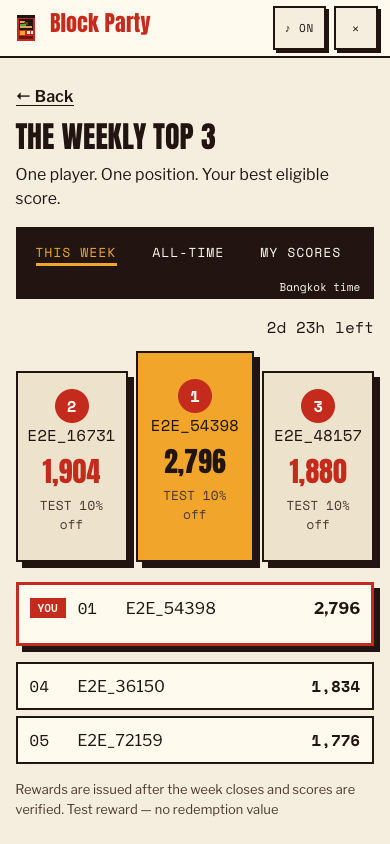 Block Party
♪ ON
×
← Back
THE WEEKLY TOP 3
One player. One position. Your best eligible
score.
THIS WEEK
ALL-TIME
MY SCORES
Bangkok time
2d 23h left
2
E2E_16731
1,904
TEST 10%
off
1
E2E_54398
2,796
TEST 10%
off
3
E2E_48157
1,880
TEST 10%
off
YOU 01 E2E_54398 2,796
04 E2E_36150 1,834
05 E2E_72159 1,776
Rewards are issued after the week closes and scores are
verified. Test reward — no redemption value